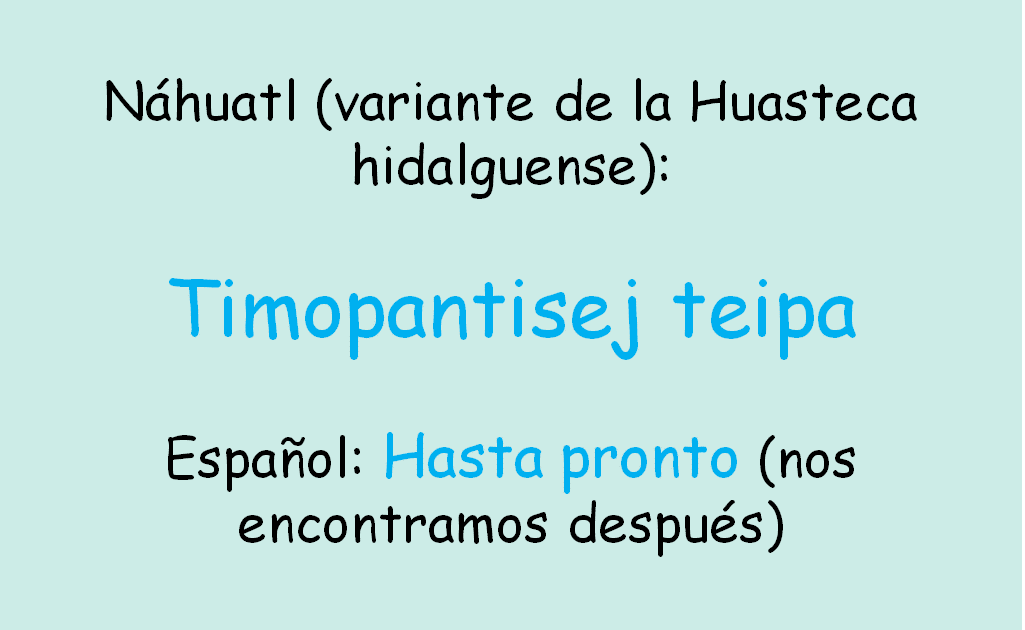 Náhuatl (variante de la Huasteca
hidalguense):
Timopantisej teipa
Español: Hasta pronto (nos
encontramos después)